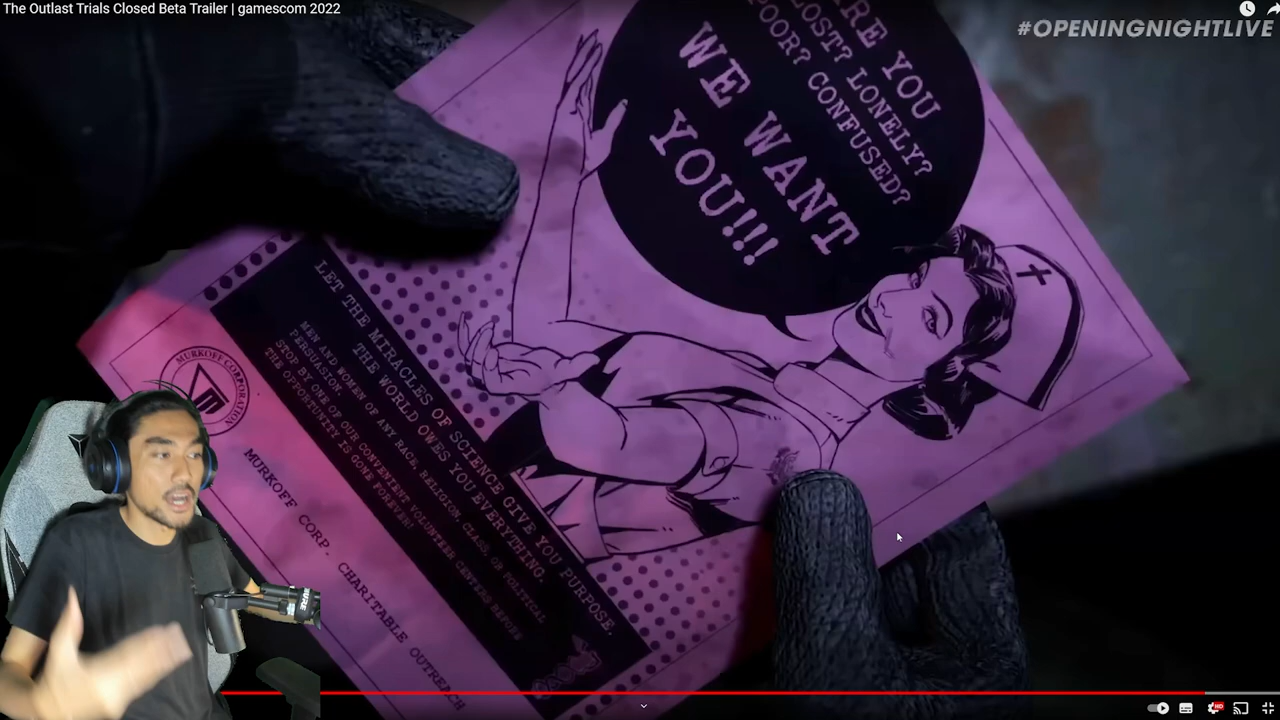 The Outlast Trials Closed Beta Trailer | gamescom 2022
#OPENINGNIGHTLIVE
RE YOU
LOST? LONELY?
POOR? CONFUSED?
WE WANT
YOU!!!
LET THE MIRACLES OF SCIENCE GIVE YOU PURPOSE.
THE WORLD OWES YOU EVERYTHING.
MEN AND WOMEN OF ANY RACE, RELIGION, CLASS, OR POLITICAL
PERSUASION.
STOP BY ONE OF OUR CONVENIENT VOLUNTEER CENTERS BEFORE
THE OPPORTUNITY IS GONE FOREVER!
MURKOFF CORPORATION
MURKOFF CORP. CHARITABLE OUTREACH
HD